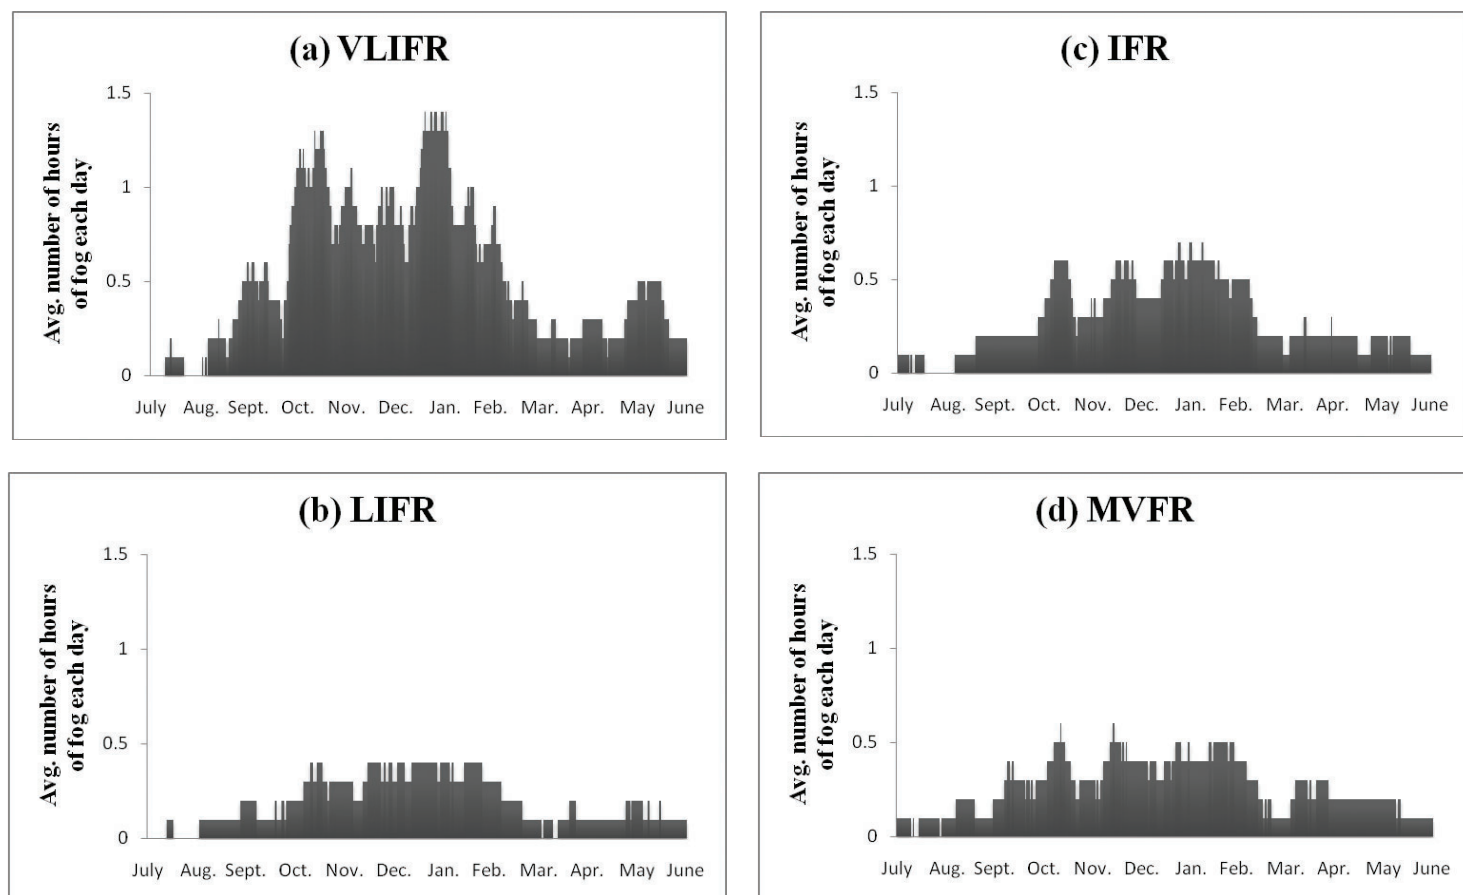 (a) VLIFR
Avg. number of hours
of fog each day
1.5
1
0.5
0
July Aug. Sept. Oct. Nov. Dec. Jan. Feb. Mar. Apr. May June
(c) IFR
Avg. number of hours
of fog each day
1.5
1
0.5
0
July Aug. Sept. Oct. Nov. Dec. Jan. Feb. Mar. Apr. May June
(b) LIFR
Avg. number of hours
of fog each day
1.5
1
0.5
0
July Aug. Sept. Oct. Nov. Dec. Jan. Feb. Mar. Apr. May June
(d) MVFR
Avg. number of hours
of fog each day
1.5
1
0.5
0
July Aug. Sept. Oct. Nov. Dec. Jan. Feb. Mar. Apr. May June